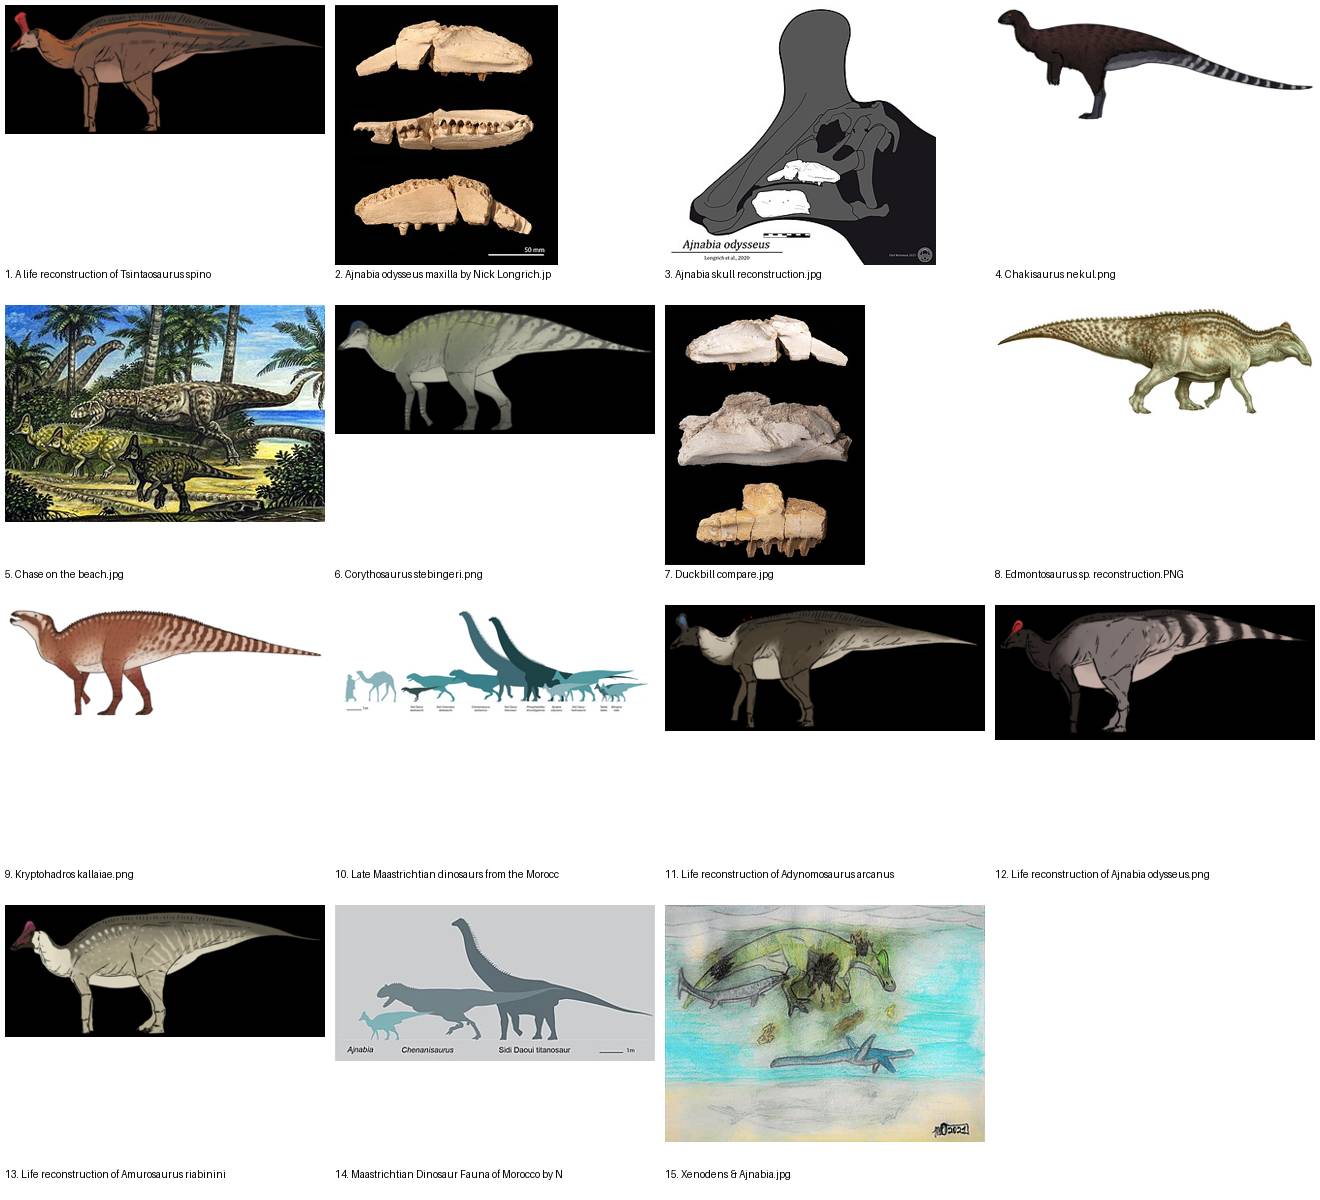 1. A life reconstruction of Tsintaosaurus spino
50 mm
2. Ajnabia odysseus maxilla by Nick Longrich.jp
Ajnabia odysseus
Longrich et al., 2020
3. Ajnabia skull reconstruction.jpg
4. Chakisaurus nekul.png
5. Chase on the beach.jpg
6. Corythosaurus stebingeri.png
7. Duckbill compare.jpg
8. Edmontosaurus sp. reconstruction.PNG
9. Kryptohadros kallaiae.png
10. Late Maastrichtian dinosaurs from the Morocc
11. Life reconstruction of Adynomosaurus arcanus
12. Life reconstruction of Ajnabia odysseus.png
13. Life reconstruction of Amurosaurus riabinini
Ajnabia Chenanisaurus Sidi Daoui titanosaur 1m
14. Maastrichtian Dinosaur Fauna of Morocco by N
15. Xenodens & Ajnabia.jpg